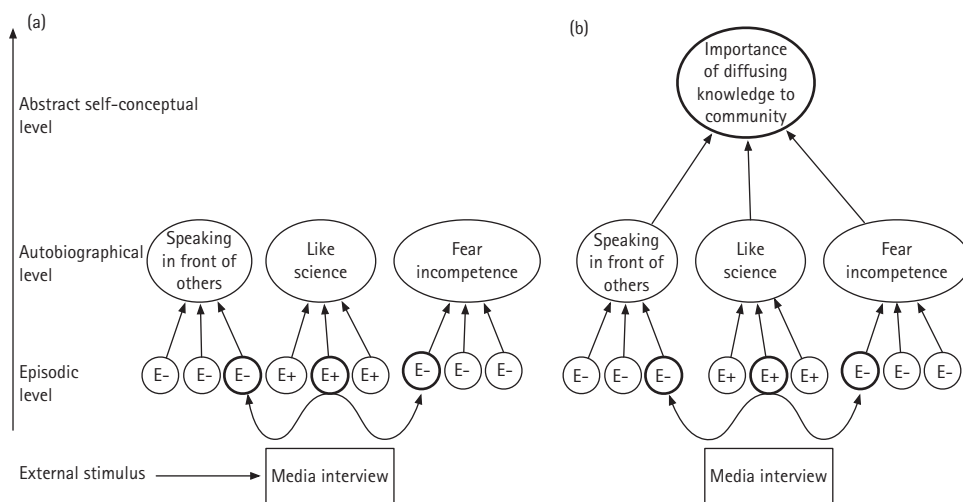 (a)
Abstract self-conceptual
level
Autobiographical
level
Speaking
in front of
others
Like
science
Fear
incompetence
Episodic
level
E-
E-
E-
E+
E+
E+
E-
E-
E-
External stimulus
Media interview
(b)
Importance
of diffusing
knowledge to
community
Speaking
in front of
others
Like
science
Fear
incompetence
E-
E-
E-
E+
E+
E+
E-
E-
E-
Media interview